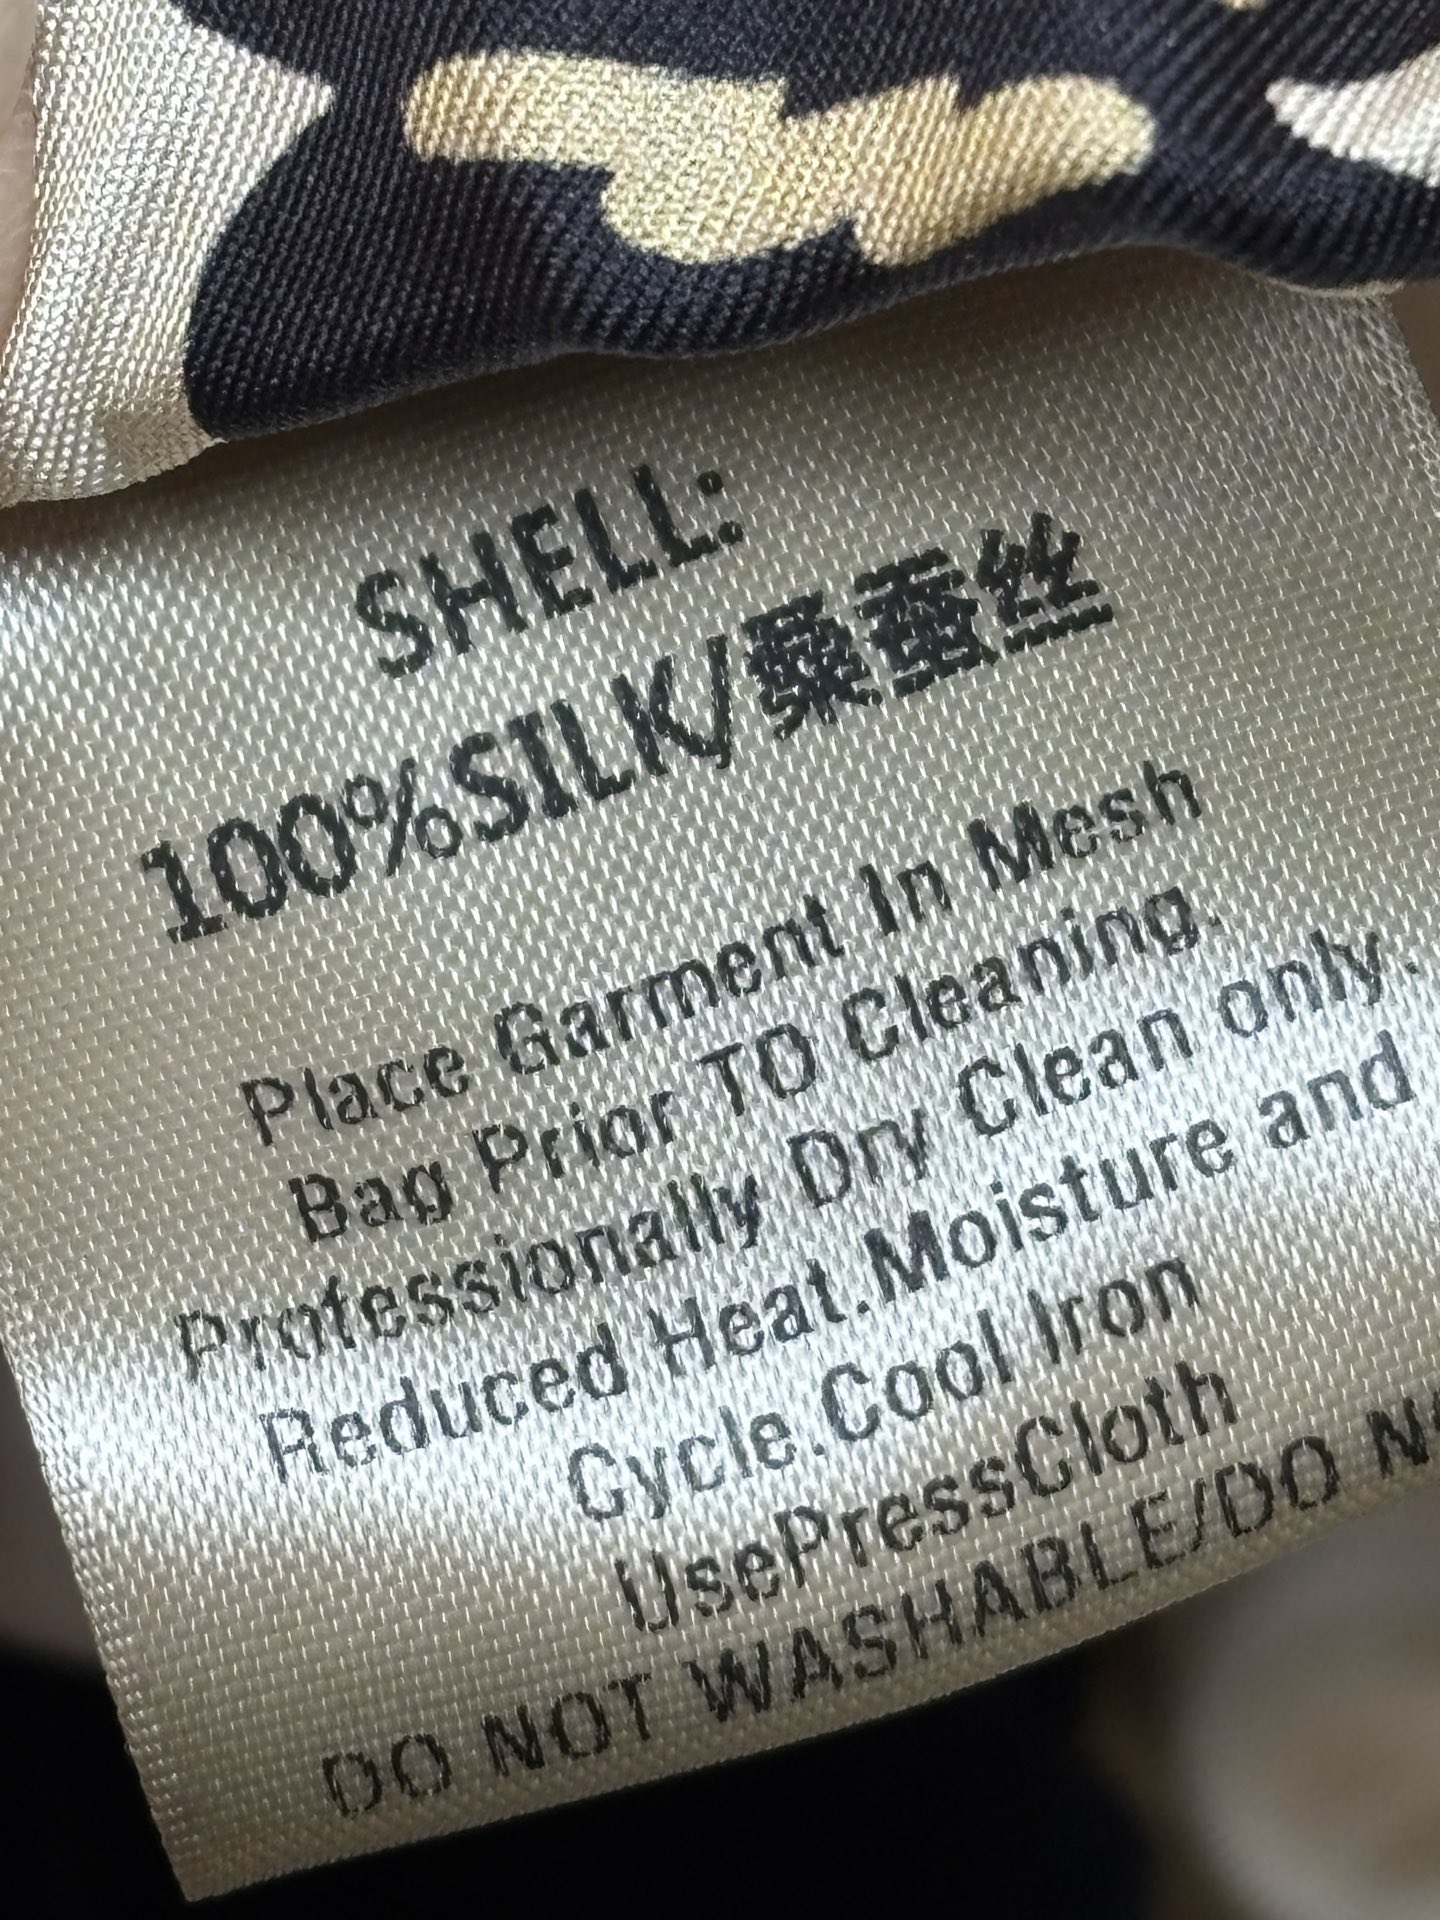 SHELL:
100%SILK/桑蚕丝
Place Garment In Mesh
Bag Prior TO Cleaning.
Professionally Dry Clean only.
Reduced Heat.Moisture and
Cycle.Cool Iron
UsePressCloth
DO NOT WASHABLE/DO